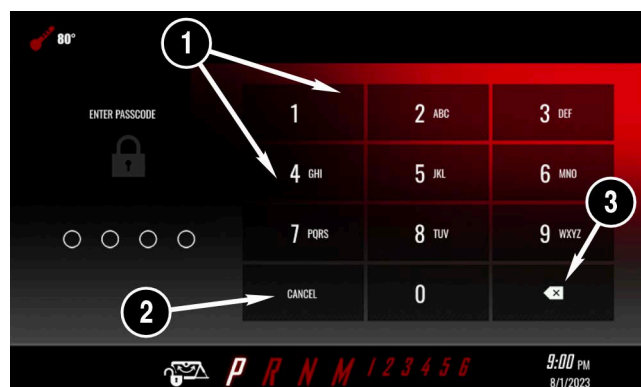 80°
1
ENTER PASSCODE
1
2 ABC
3 DEF
4 GHI
5 JKL
6 MNO
3
7 PQRS
8 TUV
9 WXYZ
2
CANCEL
0
P R N M 1 2 3 4 5 6
9:00 PM
8/1/2023